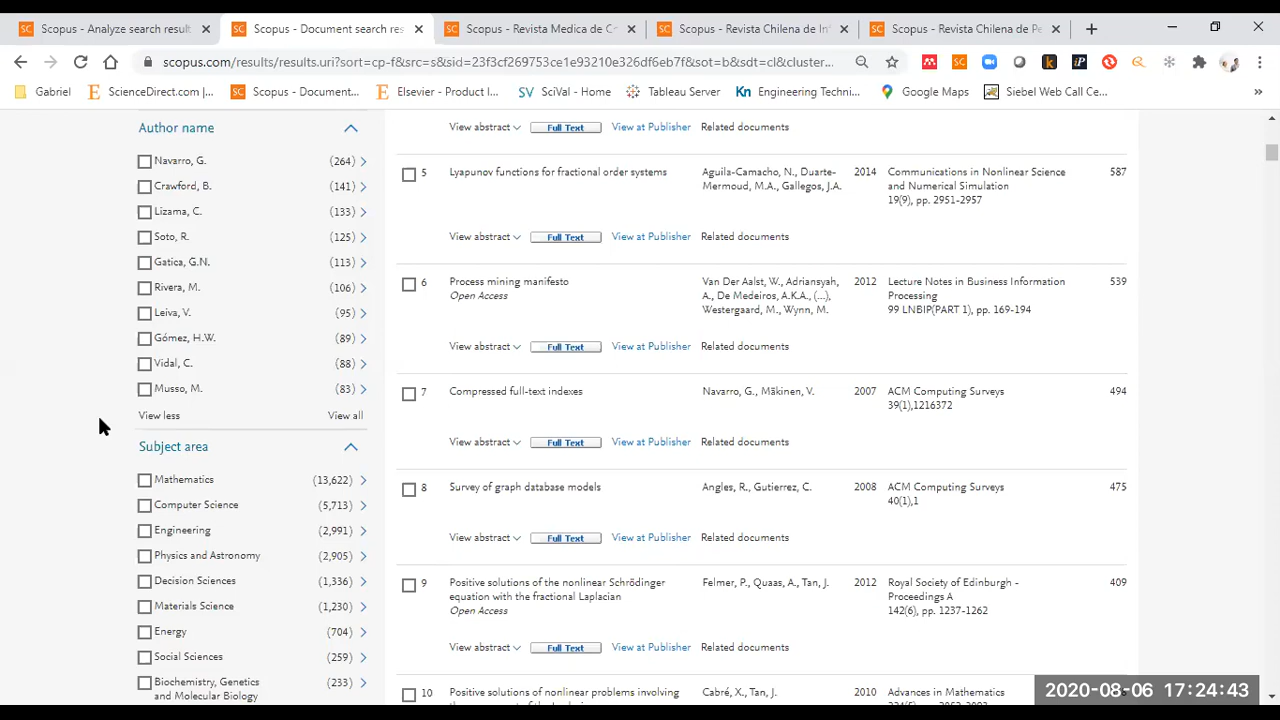 Scopus - Analyze search result
Scopus - Document search res
Scopus - Revista Medica de C
Scopus - Revista Chilena de In
Scopus - Revista Chilena de Pe
scopus.com/results/results.uri?sort=cp-f&src=s&sid=23f3cf269753ca1e93210e326df6eb7f&sot=b&sdt=cl&cluster...
Gabriel
ScienceDirect.com |...
Scopus - Document...
Elsevier - Product I...
SciVal - Home
Tableau Server
Engineering Techni...
Google Maps
Siebel Web Call Ce...
Author name
Navarro, G. (264)
Crawford, B. (141)
Lizama, C. (133)
Soto, R. (125)
Gatica, G.N. (113)
Rivera, M. (106)
Leiva, V. (95)
Gómez, H.W. (89)
Vidal, C. (88)
Musso, M. (83)
View less View all
Subject area
Mathematics (13,622)
Computer Science (5,713)
Engineering (2,991)
Physics and Astronomy (2,905)
Decision Sciences (1,336)
Materials Science (1,230)
Energy (704)
Social Sciences (259)
Biochemistry, Genetics (233)
and Molecular Biology
View abstract Full Text View at Publisher Related documents
5 Lyapunov functions for fractional order systems Aguila-Camacho, N., Duarte- 2014 Communications in Nonlinear Science 587
Mermoud, M.A., Gallegos, J.A. and Numerical Simulation
19(9), pp. 2951-2957
View abstract Full Text View at Publisher Related documents
6 Process mining manifesto Van Der Aalst, W., Adriansyah, 2012 Lecture Notes in Business Information 539
Open Access A., De Medeiros, A.K.A., (...), Processing
Westergaard, M., Wynn, M. 99 LNBIP(PART 1), pp. 169-194
View abstract Full Text View at Publisher Related documents
7 Compressed full-text indexes Navarro, G., Mäkinen, V. 2007 ACM Computing Surveys 494
39(1),1216372
View abstract Full Text View at Publisher Related documents
8 Survey of graph database models Angles, R., Gutierrez, C. 2008 ACM Computing Surveys 475
40(1),1
View abstract Full Text View at Publisher Related documents
9 Positive solutions of the nonlinear Schrödinger Felmer, P., Quaas, A., Tan, J. 2012 Royal Society of Edinburgh - 409
equation with the fractional Laplacian Proceedings A
Open Access 142(6), pp. 1237-1262
View abstract Full Text View at Publisher Related documents
10 Positive solutions of nonlinear problems involving Cabré, X., Tan, J. 2010 Advances in Mathematics
2020-08-06 17:24:43